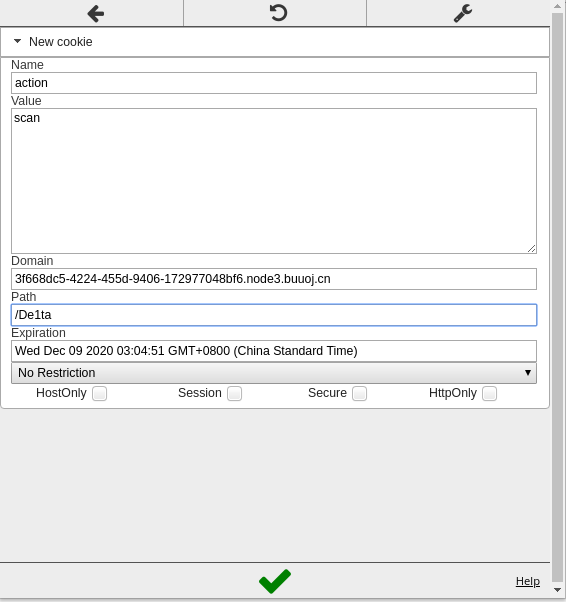 New cookie
Name
action
Value
scan
Domain
3f668dc5-4224-455d-9406-172977048bf6.node3.buuoj.cn
Path
/De1ta
Expiration
Wed Dec 09 2020 03:04:51 GMT+0800 (China Standard Time)
No Restriction
HostOnly Session Secure HttpOnly
Help